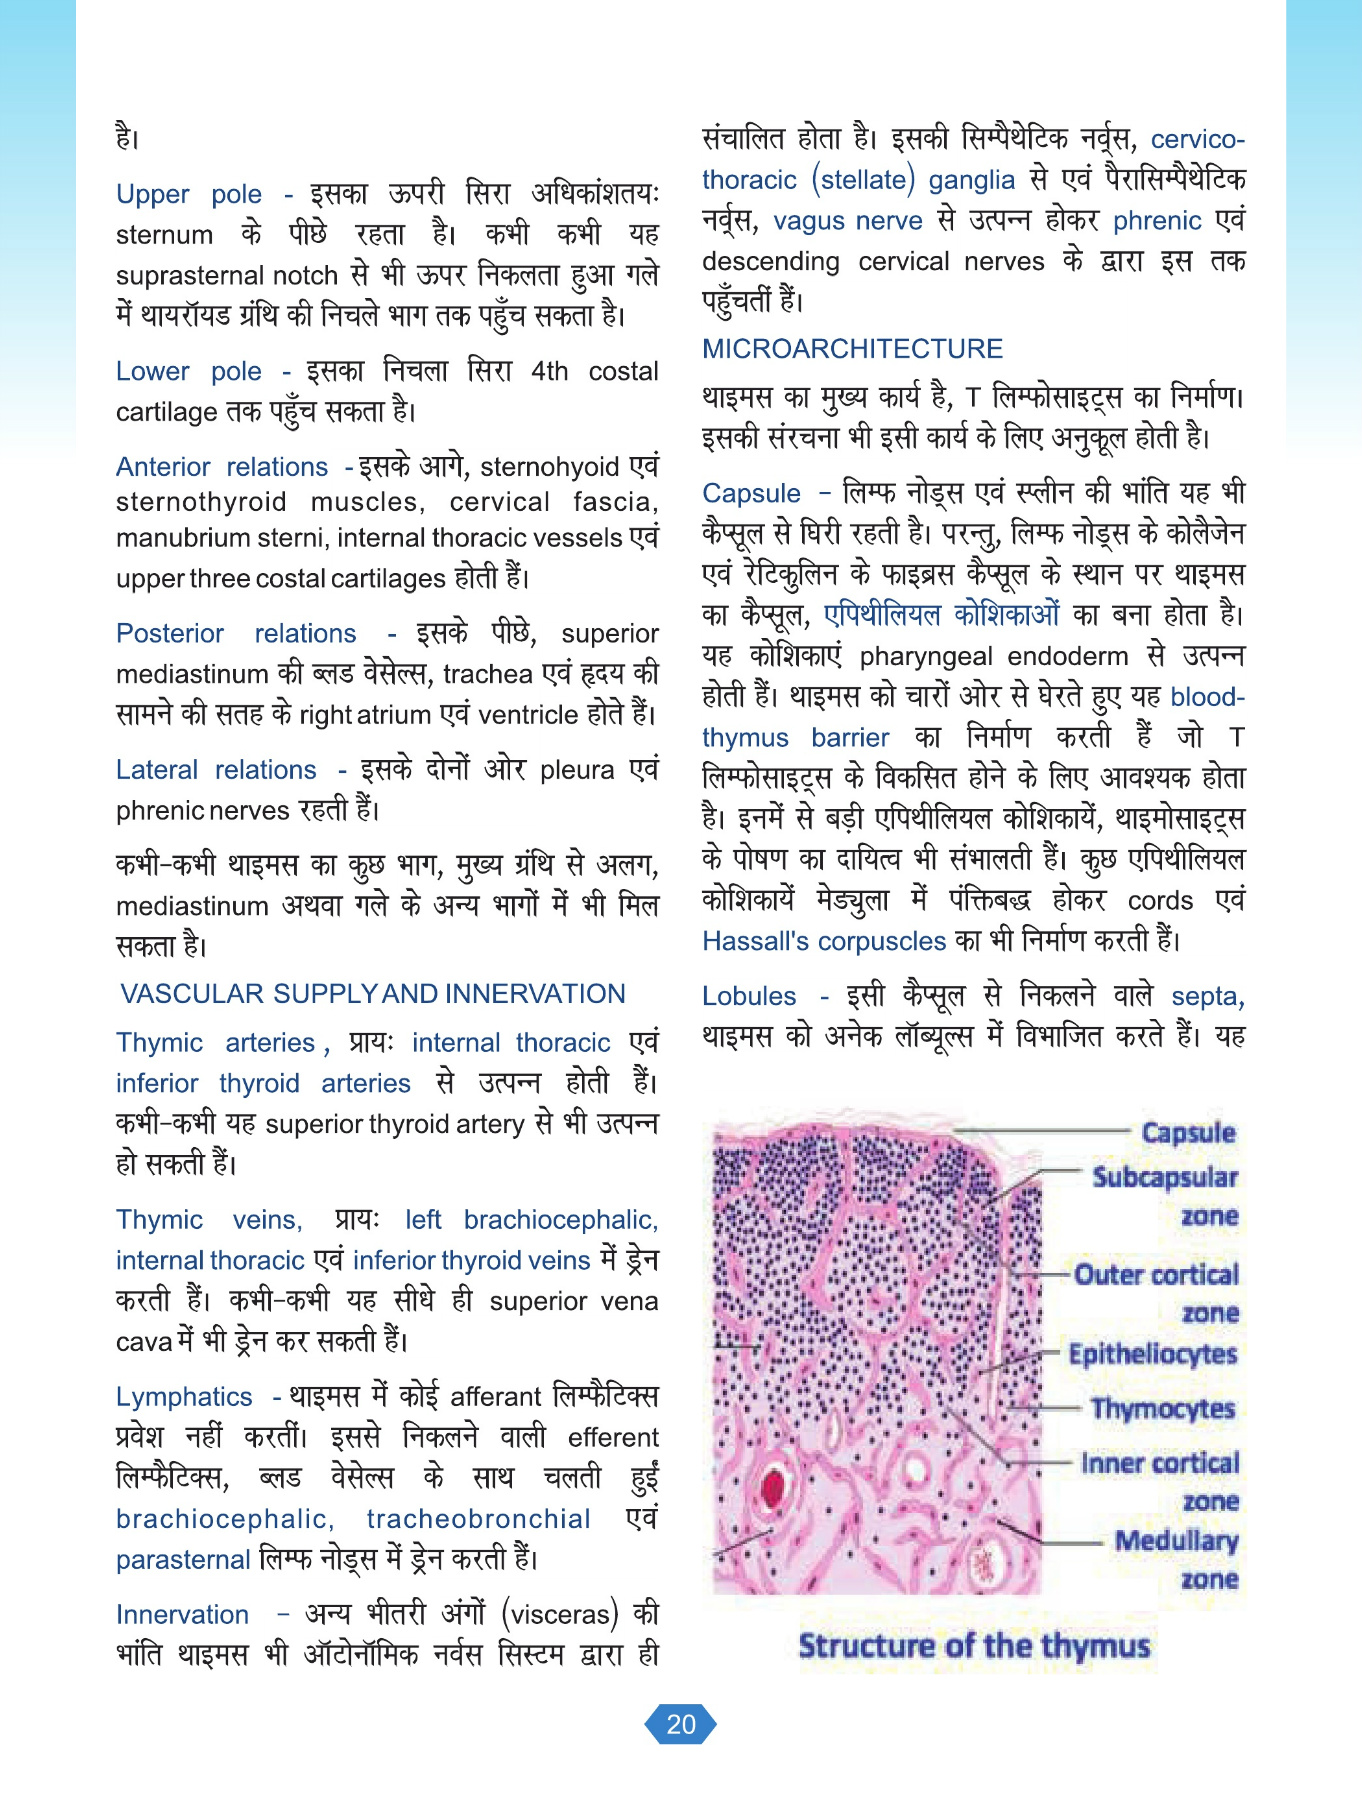 है।
Upper pole - इसका ऊपरी सिरा अधिकांशतयः
sternum के पीछे रहता है। कभी कभी यह
suprasternal notch से भी ऊपर निकलता हुआ गले
में थायरॉयड ग्रंथि की निचले भाग तक पहुँच सकता है।
Lower pole - इसका निचला सिरा 4th costal
cartilage तक पहुँच सकता है।
Anterior relations - इसके आगे, sternohyoid एवं
sternothyroid muscles, cervical fascia,
manubrium sterni, internal thoracic vessels एवं
upper three costal cartilages होती हैं।
Posterior relations - इसके पीछे, superior
mediastinum की ब्लड वेसेल्स, trachea एवं हृदय की
सामने की सतह के right atrium एवं ventricle होते हैं।
Lateral relations - इसके दोनों ओर pleura एवं
phrenic nerves रहती हैं।
कभी-कभी थाइमस का कुछ भाग, मुख्य ग्रंथि से अलग,
mediastinum अथवा गले के अन्य भागों में भी मिल
सकता है।
VASCULAR SUPPLY AND INNERVATION
Thymic arteries , प्रायः internal thoracic एवं
inferior thyroid arteries से उत्पन्न होती हैं।
कभी-कभी यह superior thyroid artery से भी उत्पन्न
हो सकती हैं।
Thymic veins, प्रायः left brachiocephalic,
internal thoracic एवं inferior thyroid veins में ड्रेन
करती हैं। कभी-कभी यह सीधे ही superior vena
cava में भी ड्रेन कर सकती हैं।
Lymphatics - थाइमस में कोई afferant लिम्फैटिक्स
प्रवेश नहीं करतीं। इससे निकलने वाली efferent
लिम्फैटिक्स, ब्लड वेसेल्स के साथ चलती हुईं
brachiocephalic, tracheobronchial एवं
parasternal लिम्फ नोड्स में ड्रेन करती हैं।
Innervation - अन्य भीतरी अंगों (visceras) की
भांति थाइमस भी ऑटोनॉमिक नर्वस सिस्टम द्वारा ही
संचालित होता है। इसकी सिम्पैथेटिक नर्व्स, cervico-
thoracic (stellate) ganglia से एवं पैरासिम्पैथेटिक
नर्व्स, vagus nerve से उत्पन्न होकर phrenic एवं
descending cervical nerves के द्वारा इस तक
पहुँचतीं हैं।
MICROARCHITECTURE
थाइमस का मुख्य कार्य है, T लिम्फोसाइट्स का निर्माण।
इसकी संरचना भी इसी कार्य के लिए अनुकूल होती है।
Capsule - लिम्फ नोड्स एवं स्प्लीन की भांति यह भी
कैप्सूल से घिरी रहती है। परन्तु, लिम्फ नोड्स के कोलैजेन
एवं रेटिकुलिन के फाइब्रस कैप्सूल के स्थान पर थाइमस
का कैप्सूल, एपिथीलियल कोशिकाओं का बना होता है।
यह कोशिकाएं pharyngeal endoderm से उत्पन्न
होती हैं। थाइमस को चारों ओर से घेरते हुए यह blood-
thymus barrier का निर्माण करती हैं जो T
लिम्फोसाइट्स के विकसित होने के लिए आवश्यक होता
है। इनमें से बड़ी एपिथीलियल कोशिकायें, थाइमोसाइट्स
के पोषण का दायित्व भी संभालती हैं। कुछ एपिथीलियल
कोशिकायें मेड्युला में पंक्तिबद्ध होकर cords एवं
Hassall's corpuscles का भी निर्माण करती हैं।
Lobules - इसी कैप्सूल से निकलने वाले septa,
थाइमस को अनेक लॉब्यूल्स में विभाजित करते हैं। यह
Capsule
Subcapsular
zone
Outer cortical
zone
Epitheliocytes
Thymocytes
Inner cortical
zone
Medullary
zone
Structure of the thymus
20